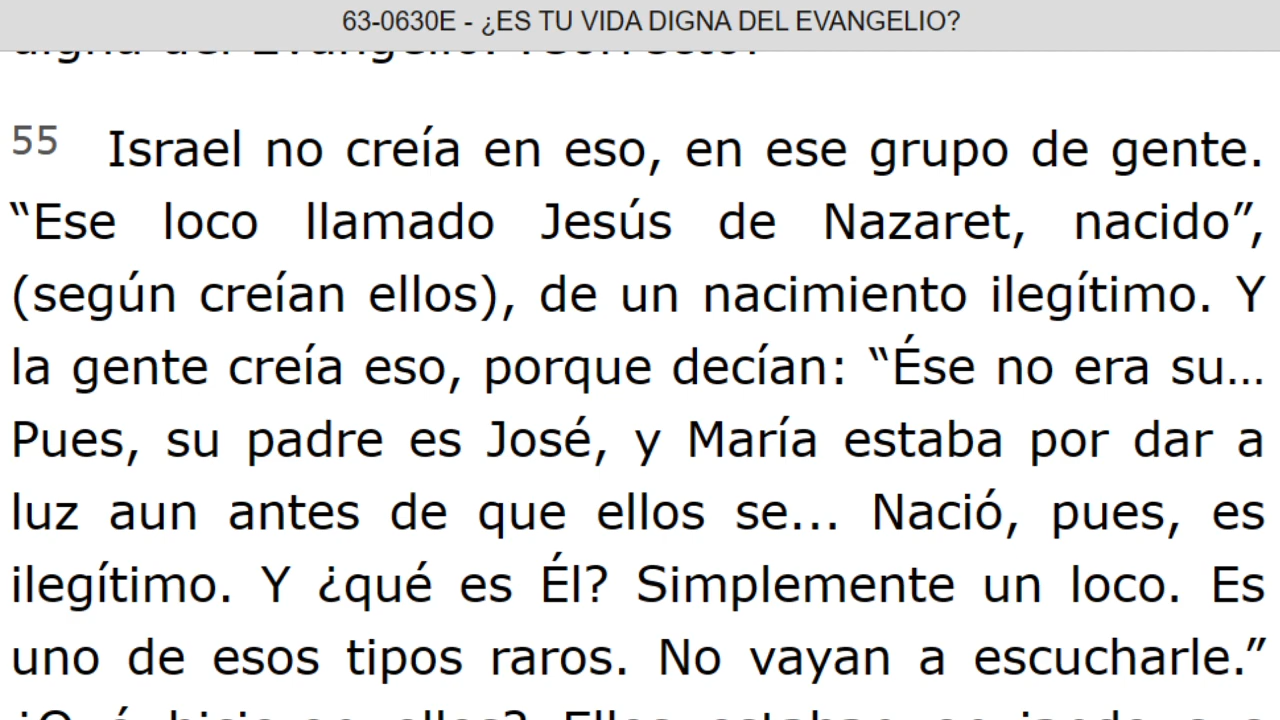 63-0630E - ¿ES TU VIDA DIGNA DEL EVANGELIO?
55 Israel no creía en eso, en ese grupo de gente.
“Ese loco llamado Jesús de Nazaret, nacido”,
(según creían ellos), de un nacimiento ilegítimo. Y
la gente creía eso, porque decían: “Ése no era su...
Pues, su padre es José, y María estaba por dar a
luz aun antes de que ellos se... Nació, pues, es
ilegítimo. Y ¿qué es Él? Simplemente un loco. Es
uno de esos tipos raros. No vayan a escucharle.”